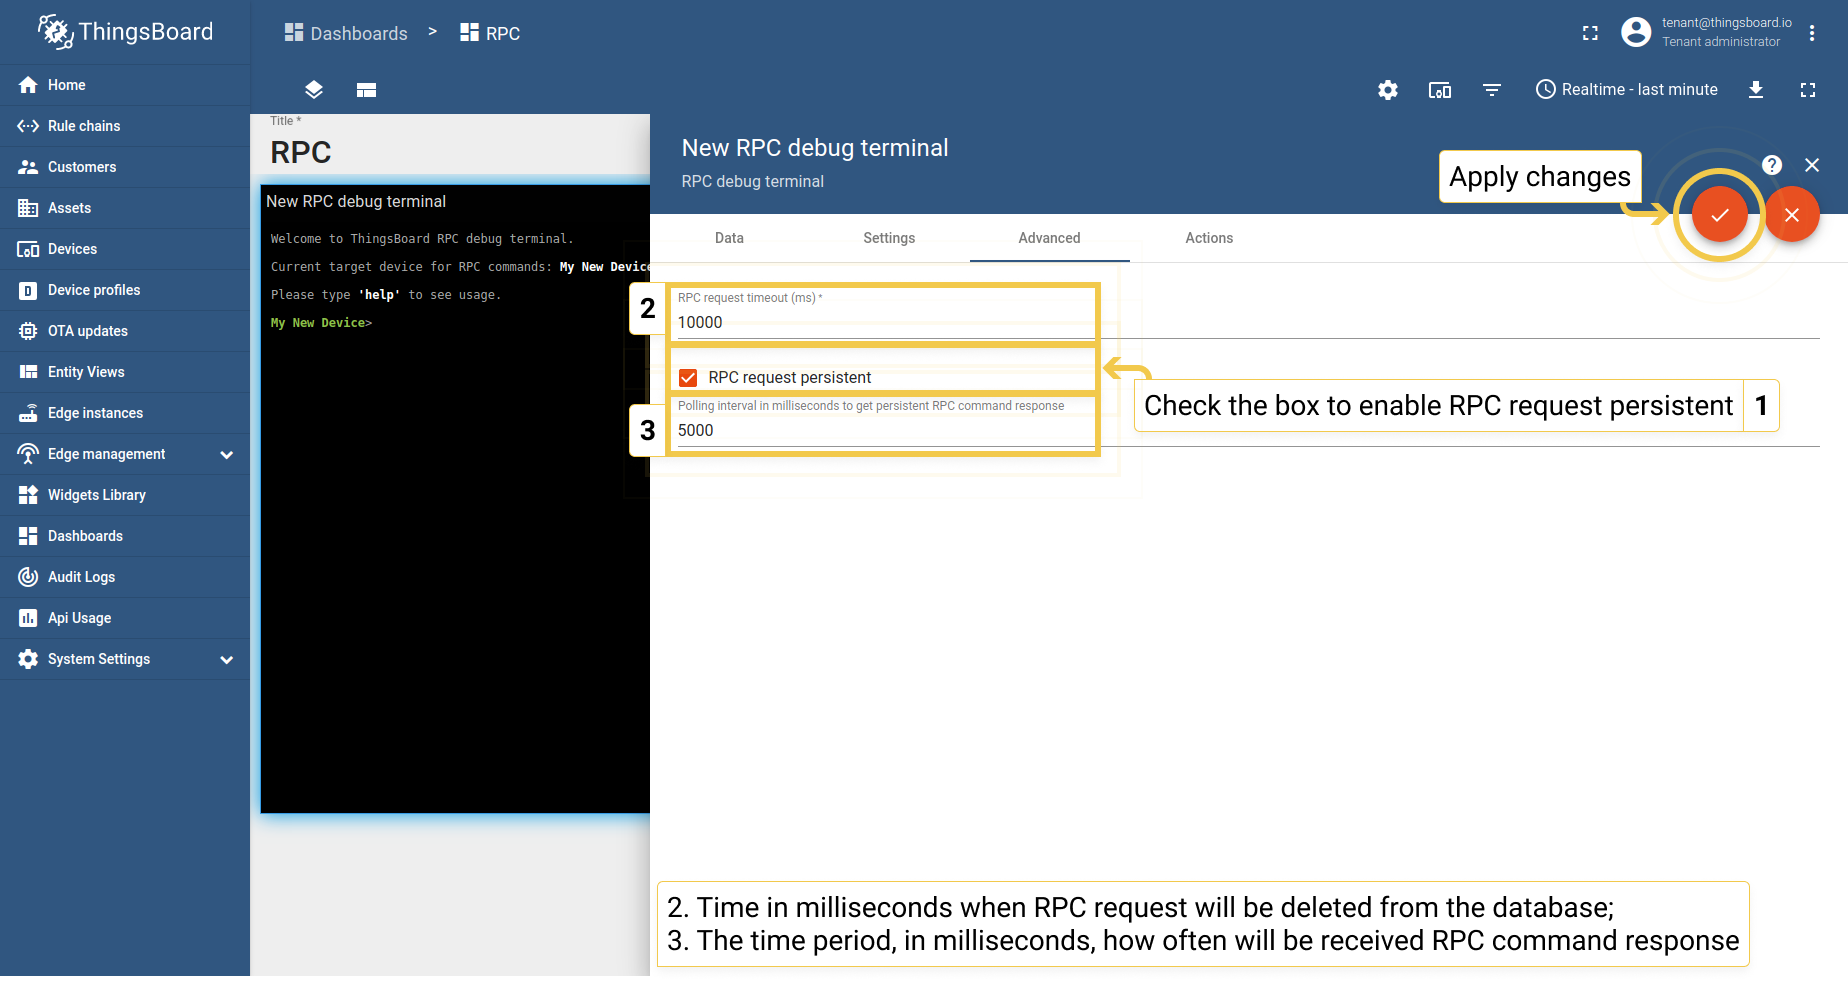 ThingsBoard
Dashboards > RPC
tenant@thingsboard.io
Tenant administrator
Home
Rule chains
Customers
Assets
Devices
Device profiles
OTA updates
Entity Views
Edge instances
Edge management
Widgets Library
Dashboards
Audit Logs
Api Usage
System Settings
Realtime - last minute
Title *
RPC
New RPC debug terminal
Welcome to ThingsBoard RPC debug terminal.
Current target device for RPC commands: My New Device
Please type 'help' to see usage.
My New Device>
New RPC debug terminal
RPC debug terminal
Apply changes
Data Settings Advanced Actions
2
RPC request timeout (ms) *
10000
RPC request persistent
Check the box to enable RPC request persistent 1
3
Polling interval in milliseconds to get persistent RPC command response
5000
2. Time in milliseconds when RPC request will be deleted from the database;
3. The time period, in milliseconds, how often will be received RPC command response